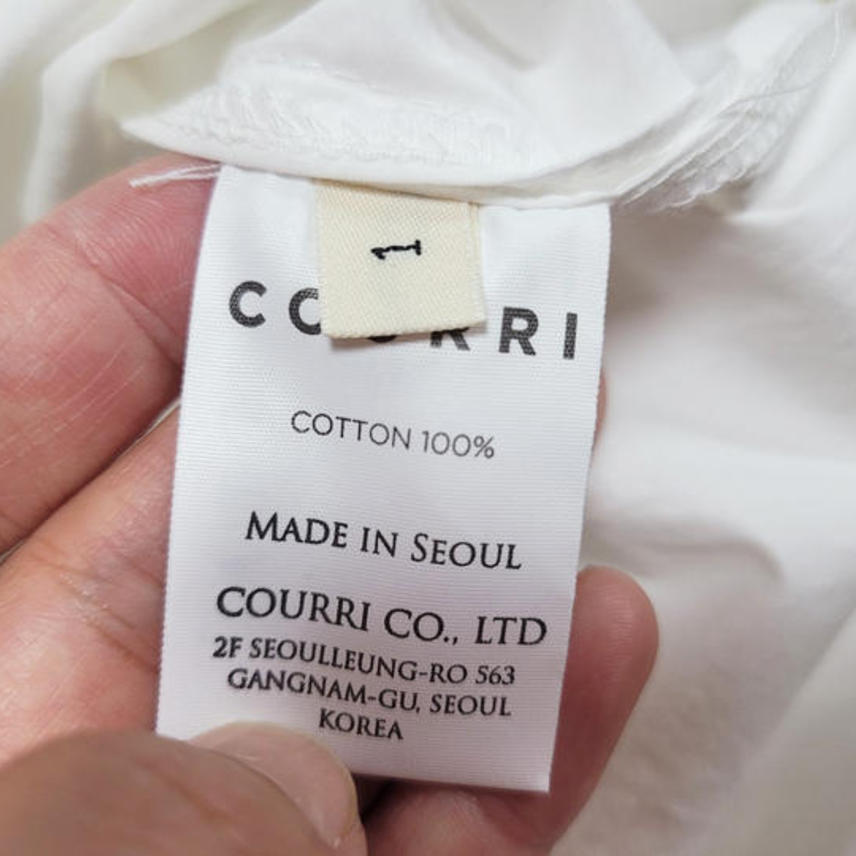 1
COURRI
COTTON 100%
MADE IN SEOUL
COURRI CO., LTD
2F SEOULLEUNG-RO 563
GANGNAM-GU, SEOUL
KOREA